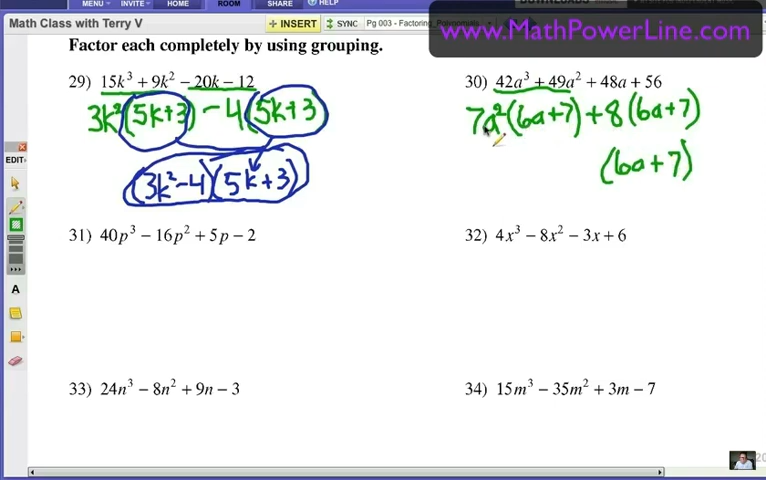 MENU INVITE HOME ROOM SHARE HELP
Math Class with Terry V
INSERT SYNC Pg 003 - Factoring_Polynomials
www.MathPowerLine.com
Factor each completely by using grouping.
29) 15k³ + 9k² − 20k − 12
3k²(5k+3) − 4(5k+3)
(3k²−4)(5k+3)
30) 42a³ + 49a² + 48a + 56
7a²(6a+7) + 8(6a+7)
(6a+7)
EDIT
A
31) 40p³ − 16p² + 5p − 2
32) 4x³ − 8x² − 3x + 6
33) 24n³ − 8n² + 9n − 3
34) 15m³ − 35m² + 3m − 7